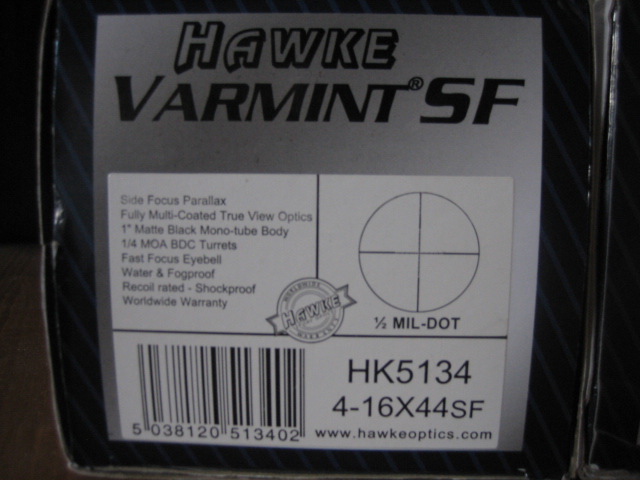 HAWKE
VARMINT® SF
Side Focus Parallax
Fully Multi-Coated True View Optics
1" Matte Black Mono-tube Body
1/4 MOA BDC Turrets
Fast Focus Eyebell
Water & Fogproof
Recoil rated - Shockproof
Worldwide Warranty
WORLDWIDE
HAWKE
WARRANTY
½ MIL-DOT
HK5134
4-16X44SF
5 038120 513402
www.hawkeoptics.com